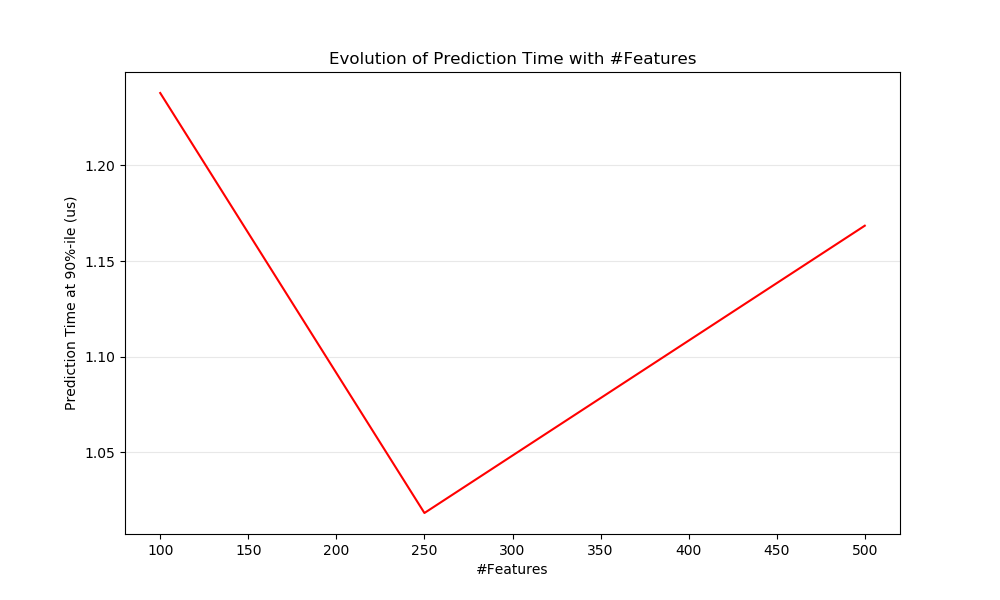 Evolution of Prediction Time with #Features
Prediction Time at 90%-ile (us)
1.20
1.15
1.10
1.05
100 150 200 250 300 350 400 450 500
#Features